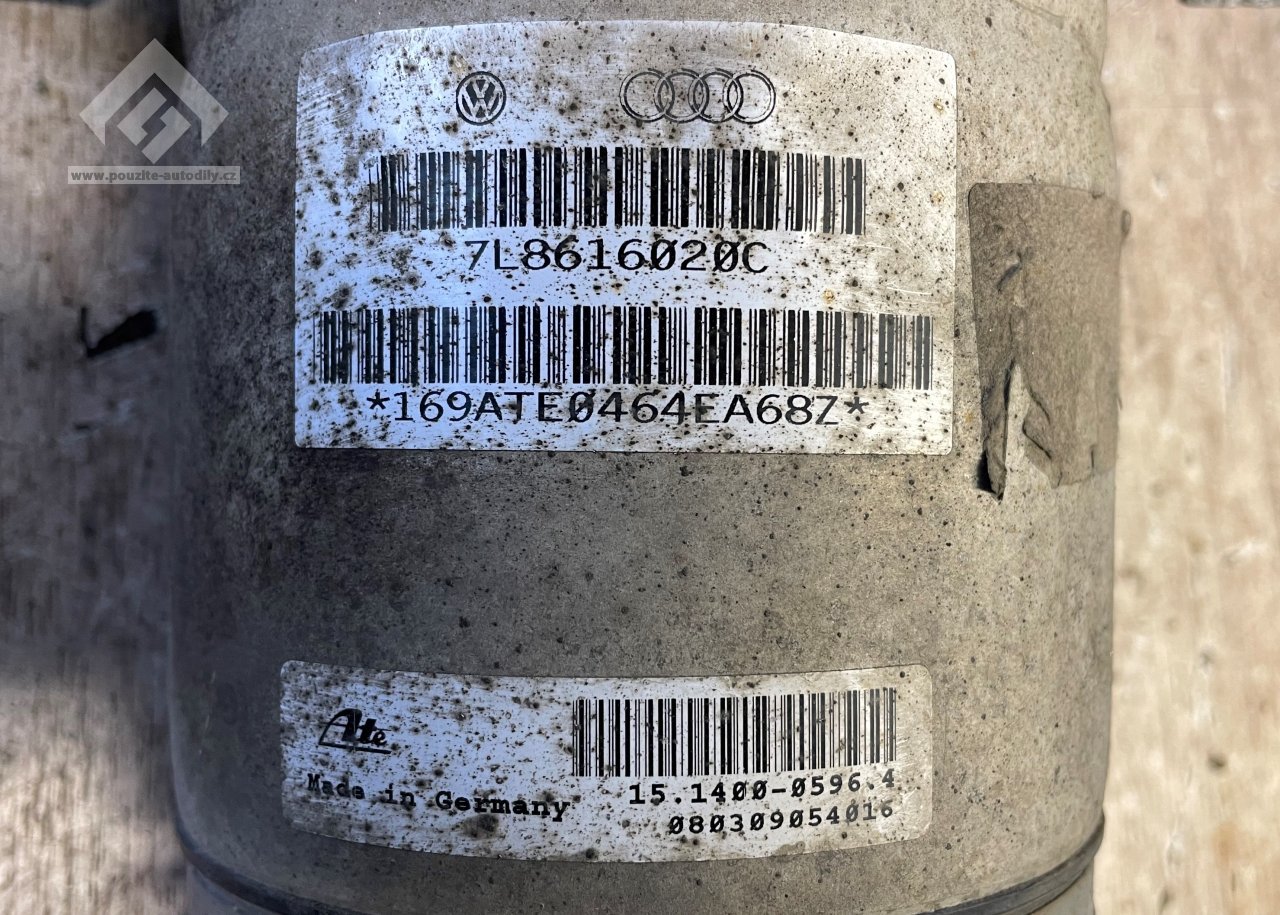 www.pouzite-autodily.cz
7L8616020C
*169ATE0464EA68Z*
Ate
Made in Germany
15.1400-0596.4
080309054016